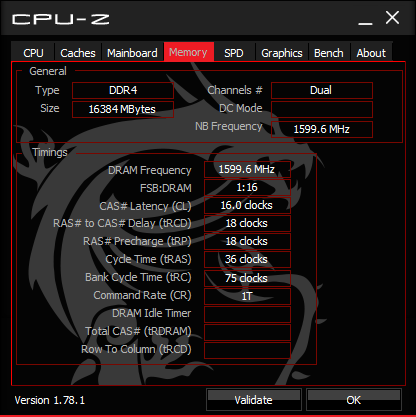 CPU-Z
CPU Caches Mainboard Memory SPD Graphics Bench About
General
Type DDR4 Channels # Dual
Size 16384 MBytes DC Mode
NB Frequency 1599.6 MHz
Timings
DRAM Frequency 1599.6 MHz
FSB:DRAM 1:16
CAS# Latency (CL) 16.0 clocks
RAS# to CAS# Delay (tRCD) 18 clocks
RAS# Precharge (tRP) 18 clocks
Cycle Time (tRAS) 36 clocks
Bank Cycle Time (tRC) 75 clocks
Command Rate (CR) 1T
DRAM Idle Timer
Total CAS# (tRDRAM)
Row To Column (tRCD)
Version 1.78.1 Validate OK